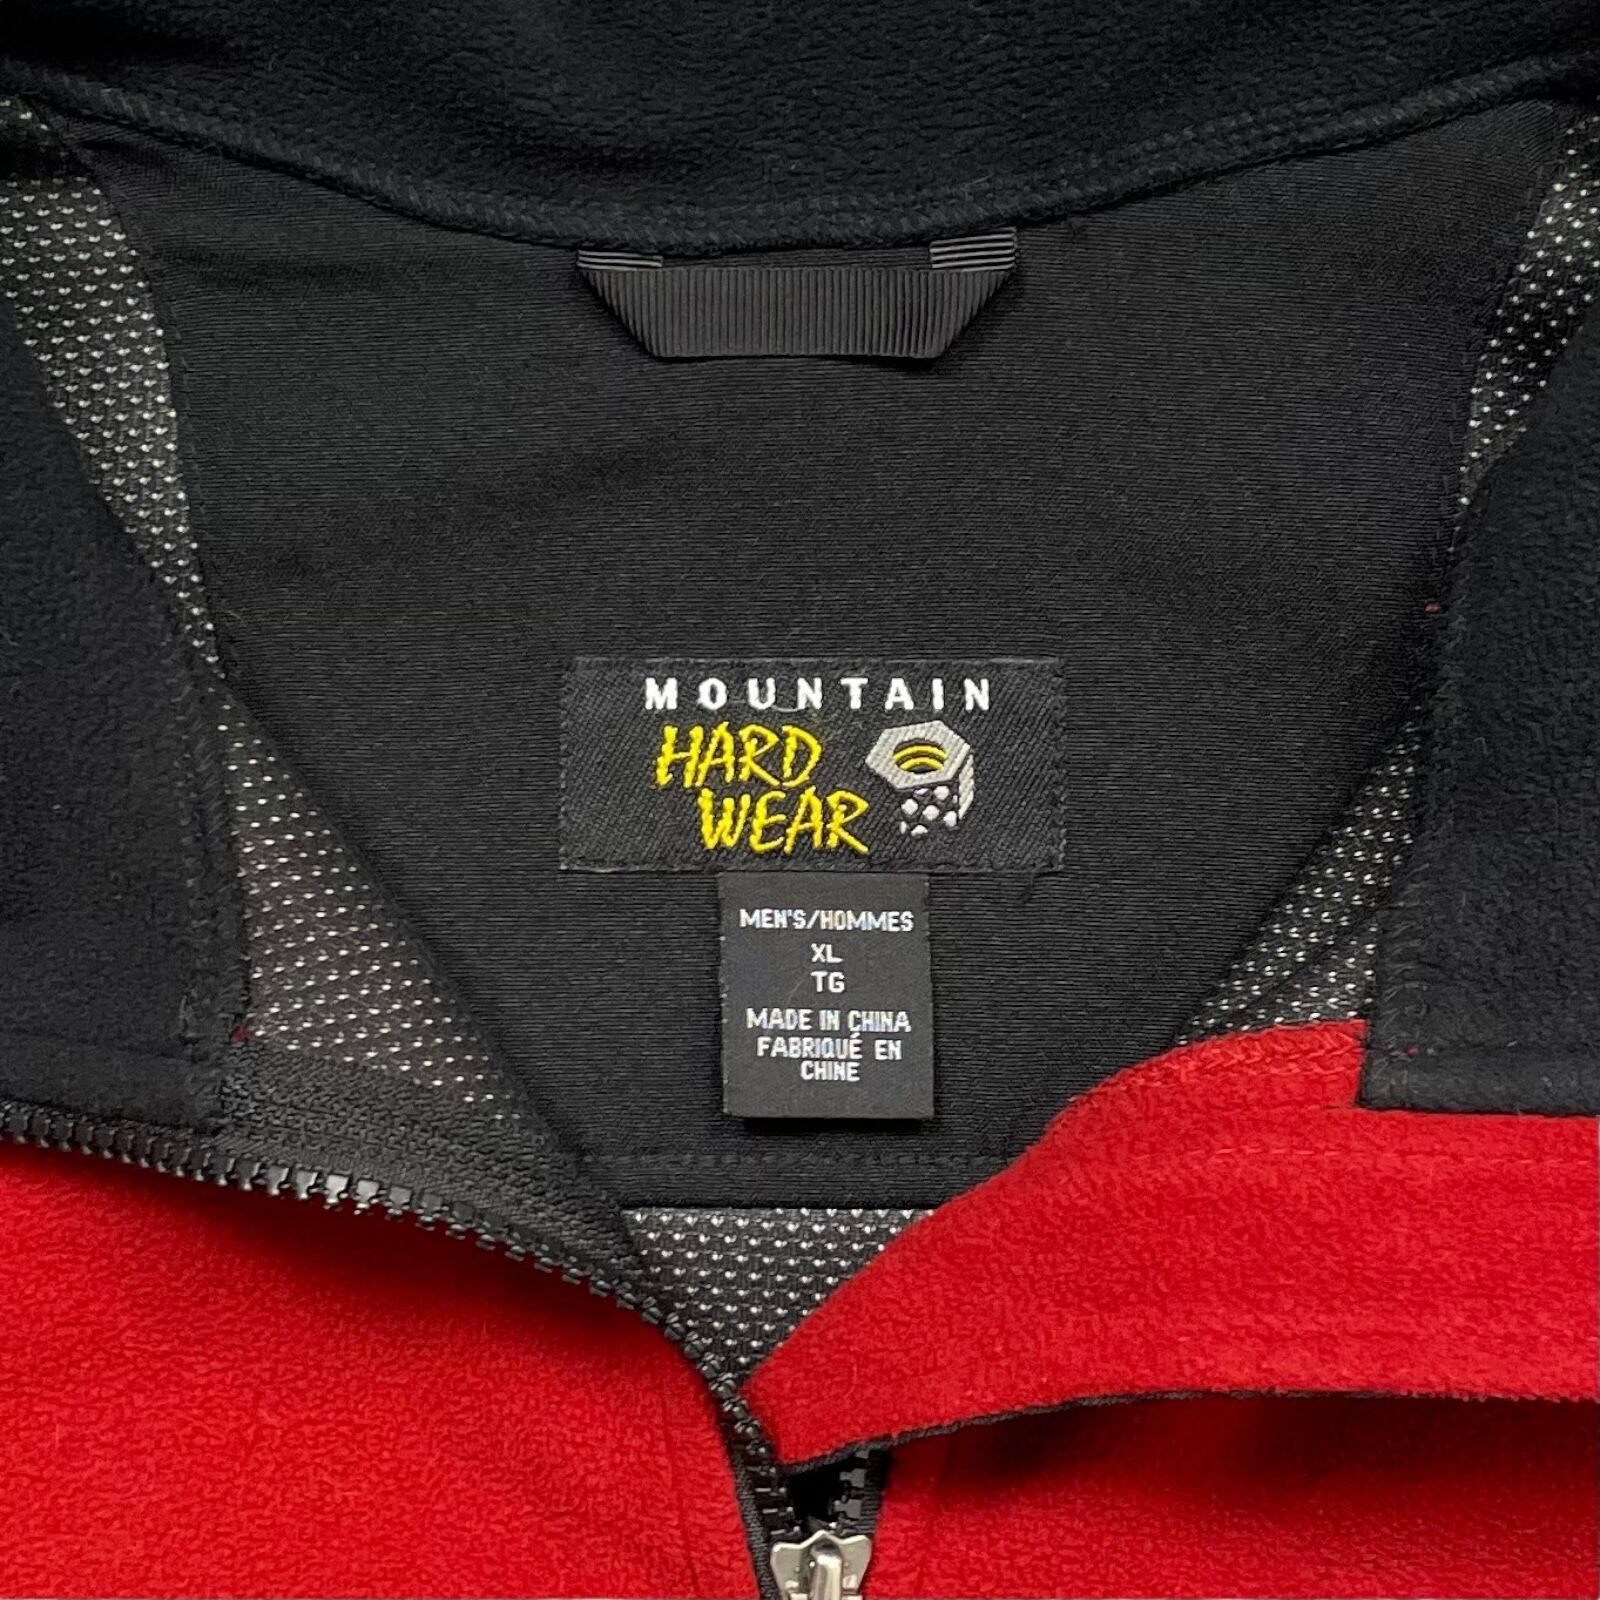 MOUNTAIN
HARD
WEAR
MEN'S/HOMMES
XL
TG
MADE IN CHINA
FABRIQUÉ EN
CHINE